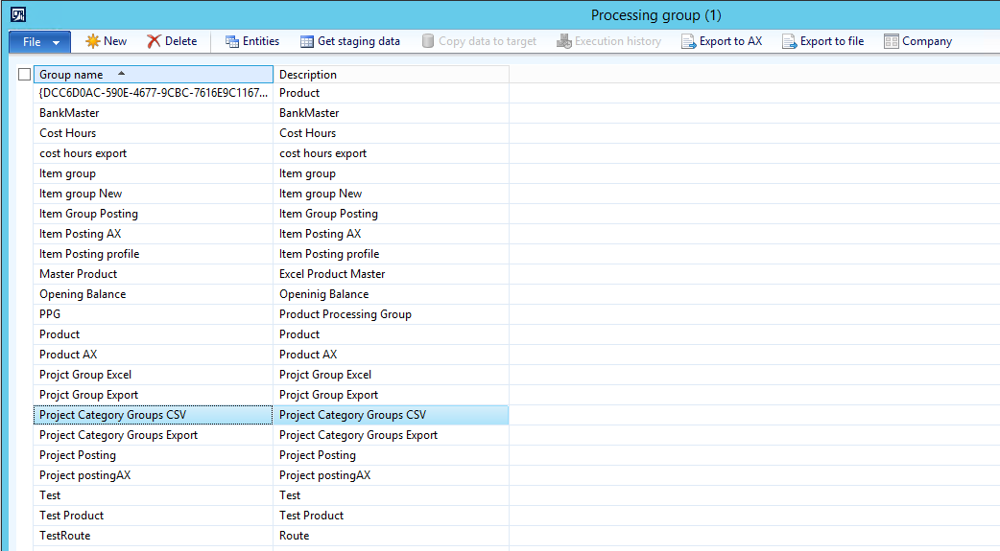 Processing group (1)
File New Delete Entities Get staging data Copy data to target Execution history Export to AX Export to file Company
Group name Description
{DCC6D0AC-590E-4677-9CBC-7616E9C1167... Product
BankMaster BankMaster
Cost Hours Cost Hours
cost hours export cost hours export
Item group Item group
Item group New Item group New
Item Group Posting Item Group Posting
Item Posting AX Item Posting AX
Item Posting profile Item Posting profile
Master Product Excel Product Master
Opening Balance Openinig Balance
PPG Product Processing Group
Product Product
Product AX Product AX
Projct Group Excel Projct Group Excel
Projct Group Export Projct Group Export
Project Category Groups CSV Project Category Groups CSV
Project Category Groups Export Project Category Groups Export
Project Posting Project Posting
Project postingAX Project postingAX
Test Test
Test Product Test Product
TestRoute Route